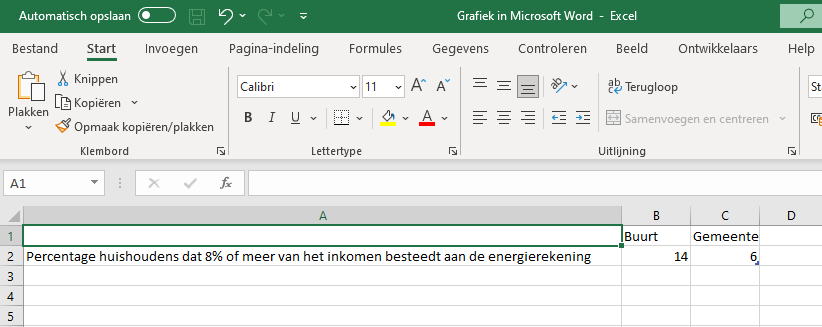 Automatisch opslaan
Grafiek in Microsoft Word - Excel
Bestand Start Invoegen Pagina-indeling Formules Gegevens Controleren Beeld Ontwikkelaars Help
Plakken
Knippen
Kopiëren
Opmaak kopiëren/plakken
Klembord
Calibri 11 A A
B I U A
Lettertype
ab Terugloop
Samenvoegen en centreren
Uitlijning
St
A1 fx
A B C D
1 Buurt Gemeente
2 Percentage huishoudens dat 8% of meer van het inkomen besteedt aan de energierekening 14 6
3
4
5